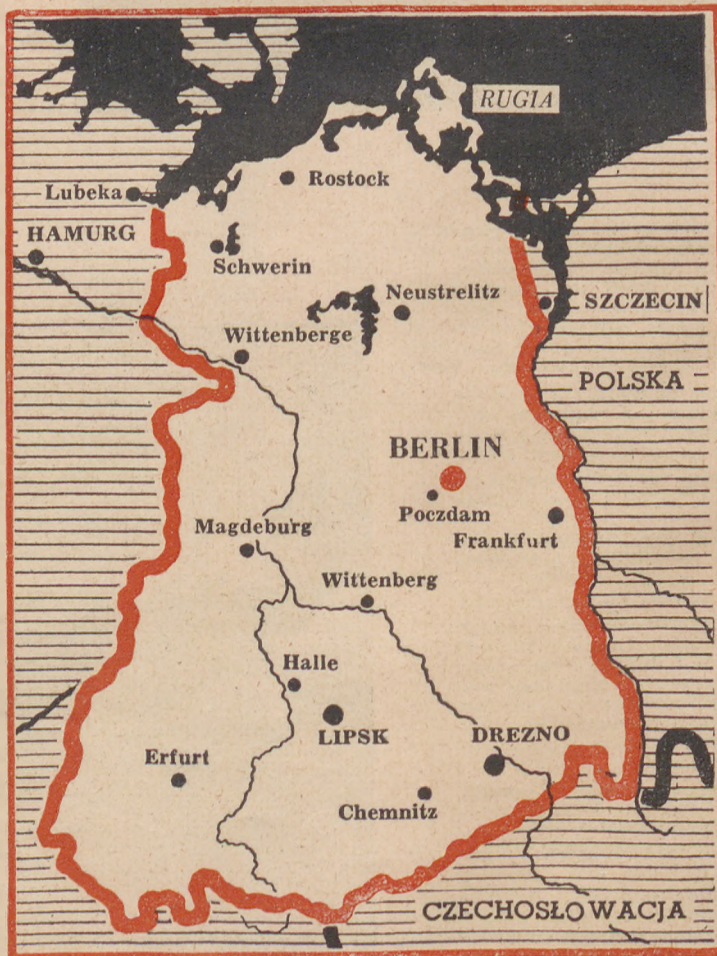 RUGIA
Rostock
Lubeka
HAMURG
Schwerin
Neustrelitz
SZCZECIN
Wittenberge
POLSKA
BERLIN
Poczdam
Magdeburg
Frankfurt
Wittenberg
Halle
LIPSK
DREZNO
Erfurt
Chemnitz
CZECHOSŁOWACJA